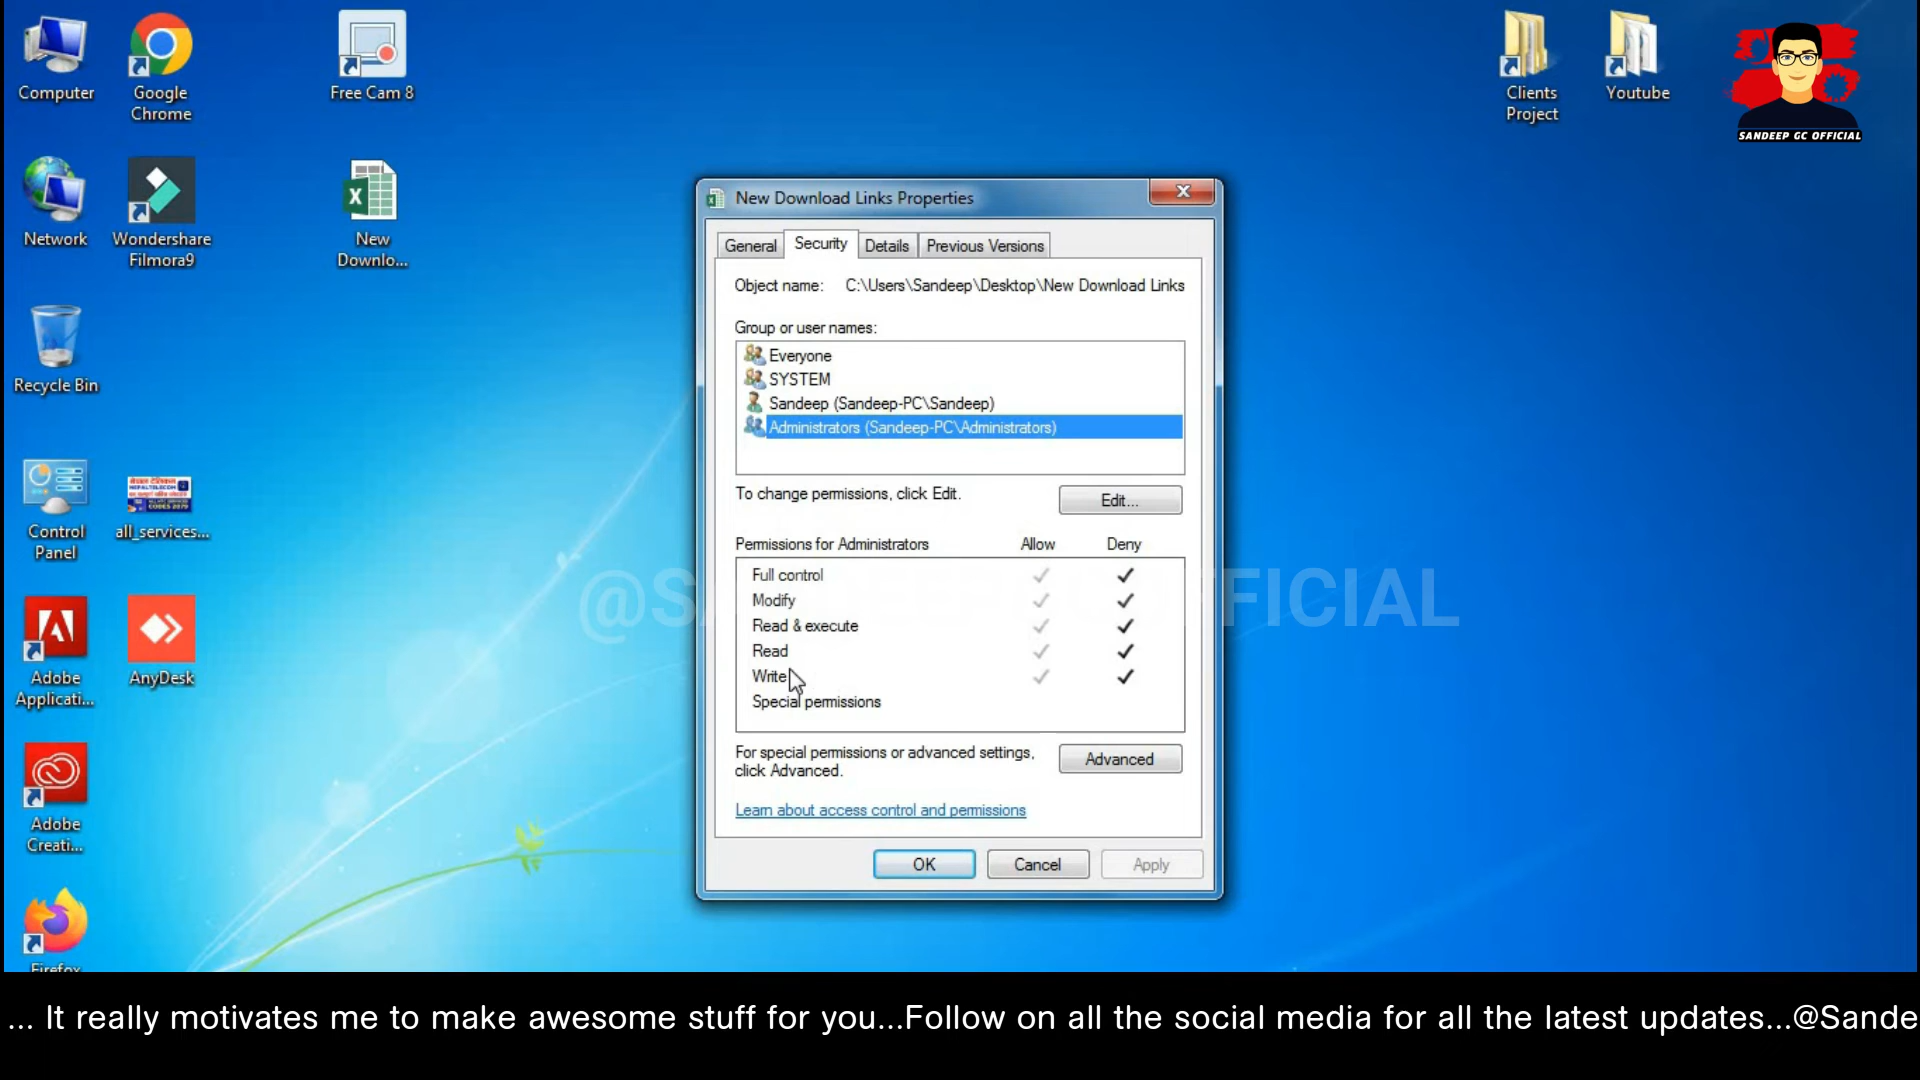 Computer
Google
Chrome
Free Cam 8
Clients
Project
Youtube
SANDEEP GC OFFICIAL
Network
Wondershare
Filmora9
New
Downlo...
Recycle Bin
Control
Panel
all_services...
Adobe
Applicati...
AnyDesk
Adobe
Creati...
Firefox
New Download Links Properties
General
Security
Details
Previous Versions
Object name: C:\Users\Sandeep\Desktop\New Download Links
Group or user names:
Everyone
SYSTEM
Sandeep (Sandeep-PC\Sandeep)
Administrators (Sandeep-PC\Administrators)
To change permissions, click Edit.
Edit...
Permissions for Administrators Allow Deny
Full control
Modify
Read & execute
Read
Write
Special permissions
For special permissions or advanced settings,
click Advanced.
Advanced
Learn about access control and permissions
OK
Cancel
Apply
... It really motivates me to make awesome stuff for you...Follow on all the social media for all the latest updates...@Sande